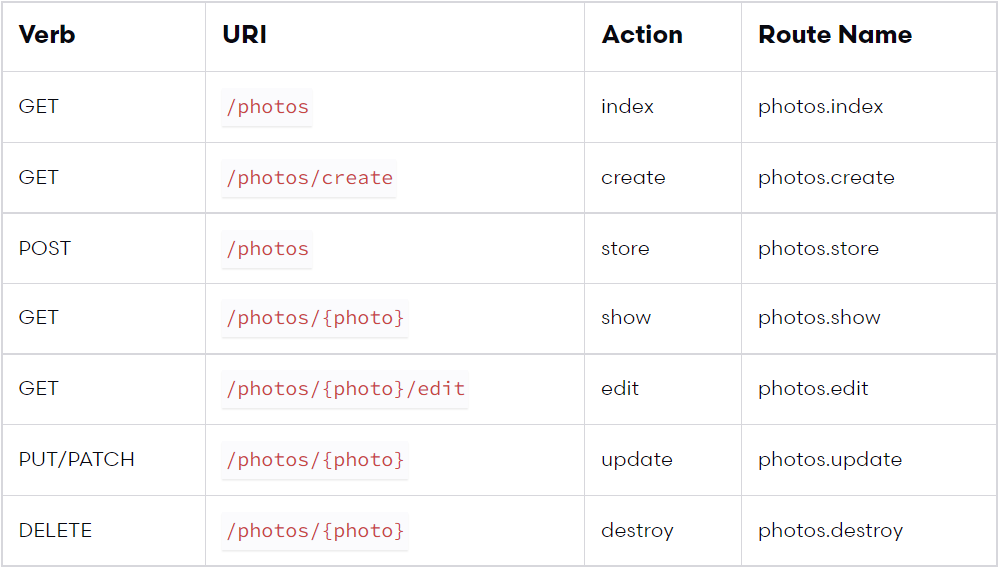 Verb URI Action Route Name
GET /photos index photos.index
GET /photos/create create photos.create
POST /photos store photos.store
GET /photos/{photo} show photos.show
GET /photos/{photo}/edit edit photos.edit
PUT/PATCH /photos/{photo} update photos.update
DELETE /photos/{photo} destroy photos.destroy